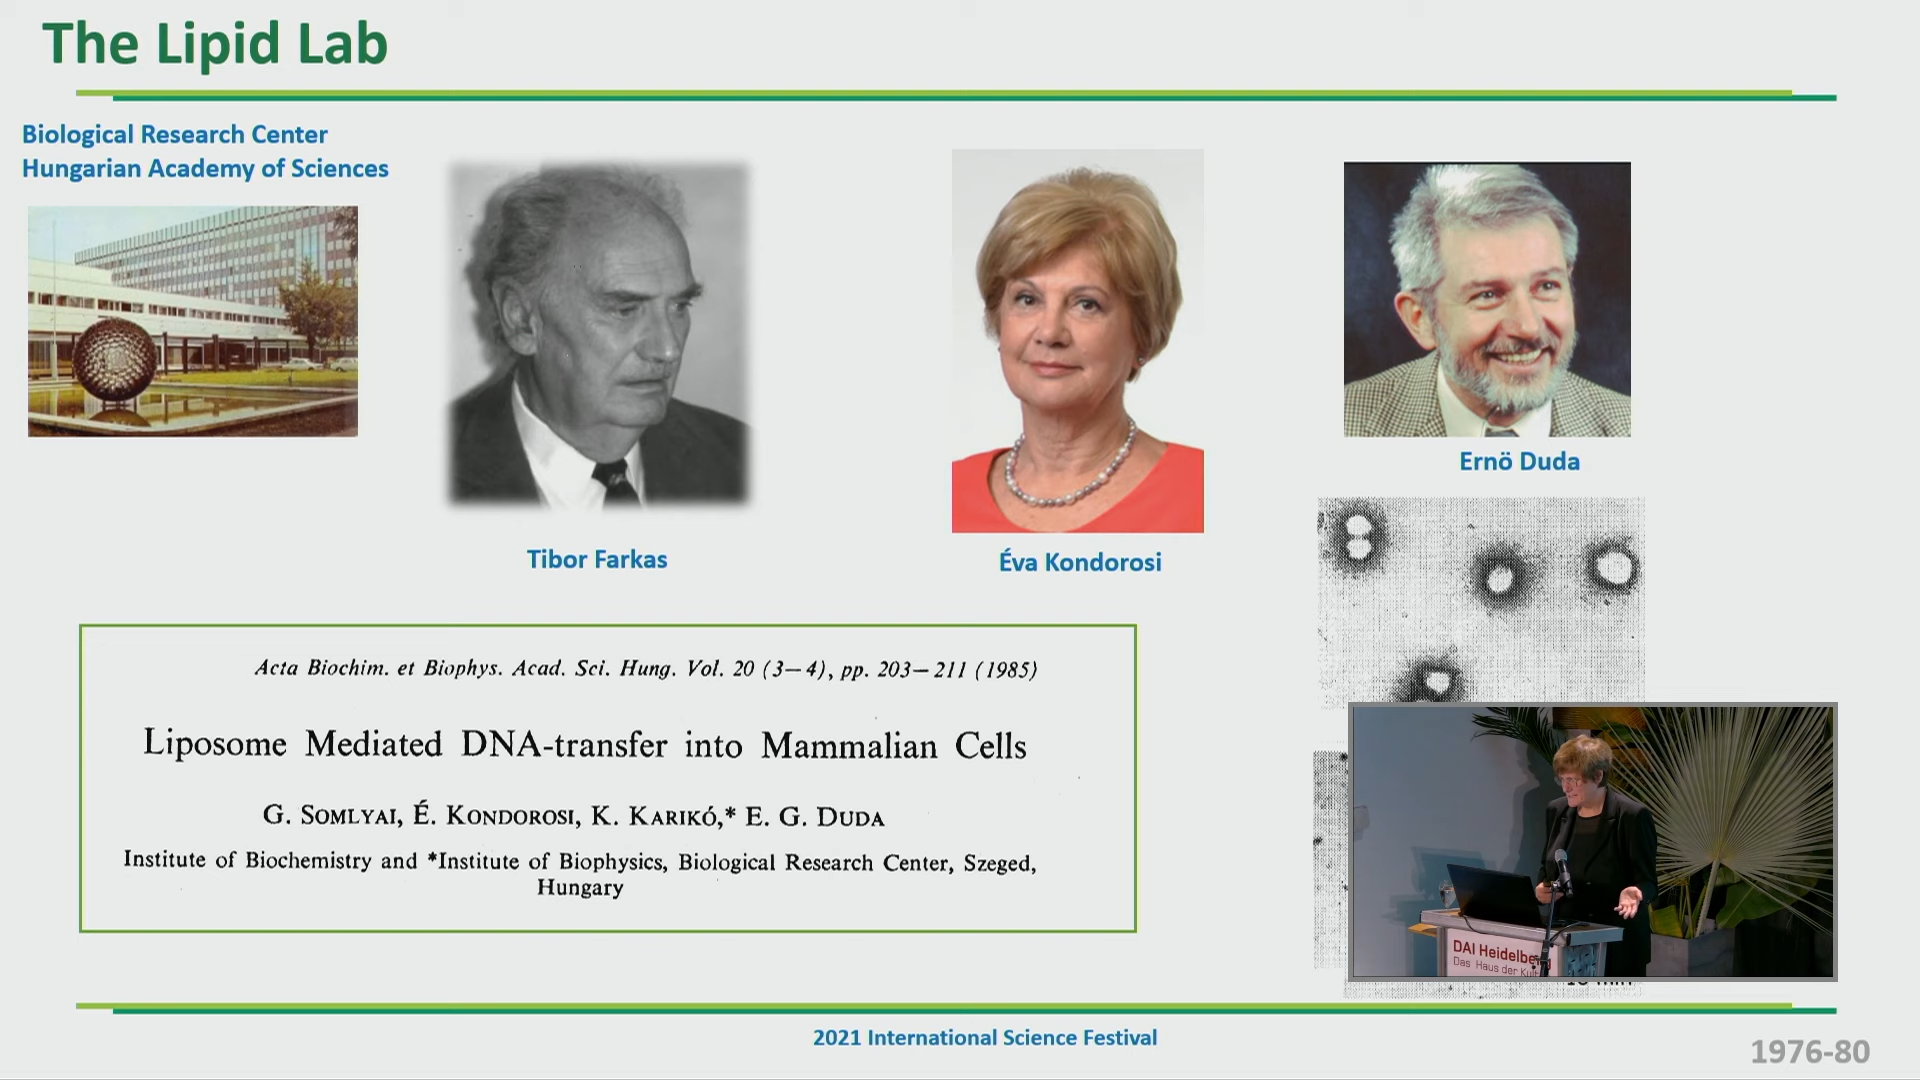 The Lipid Lab
Biological Research Center
Hungarian Academy of Sciences
Tibor Farkas
Éva Kondorosi
Ernö Duda
Acta Biochim. et Biophys. Acad. Sci. Hung. Vol. 20 (3—4), pp. 203—211 (1985)
Liposome Mediated DNA-transfer into Mammalian Cells
G. SOMLYAI, É. KONDOROSI, K. KARIKÓ,* E. G. DUDA
Institute of Biochemistry and *Institute of Biophysics, Biological Research Center, Szeged,
Hungary
DAI Heidelberg
Das Haus der Kult
2021 International Science Festival
1976-80